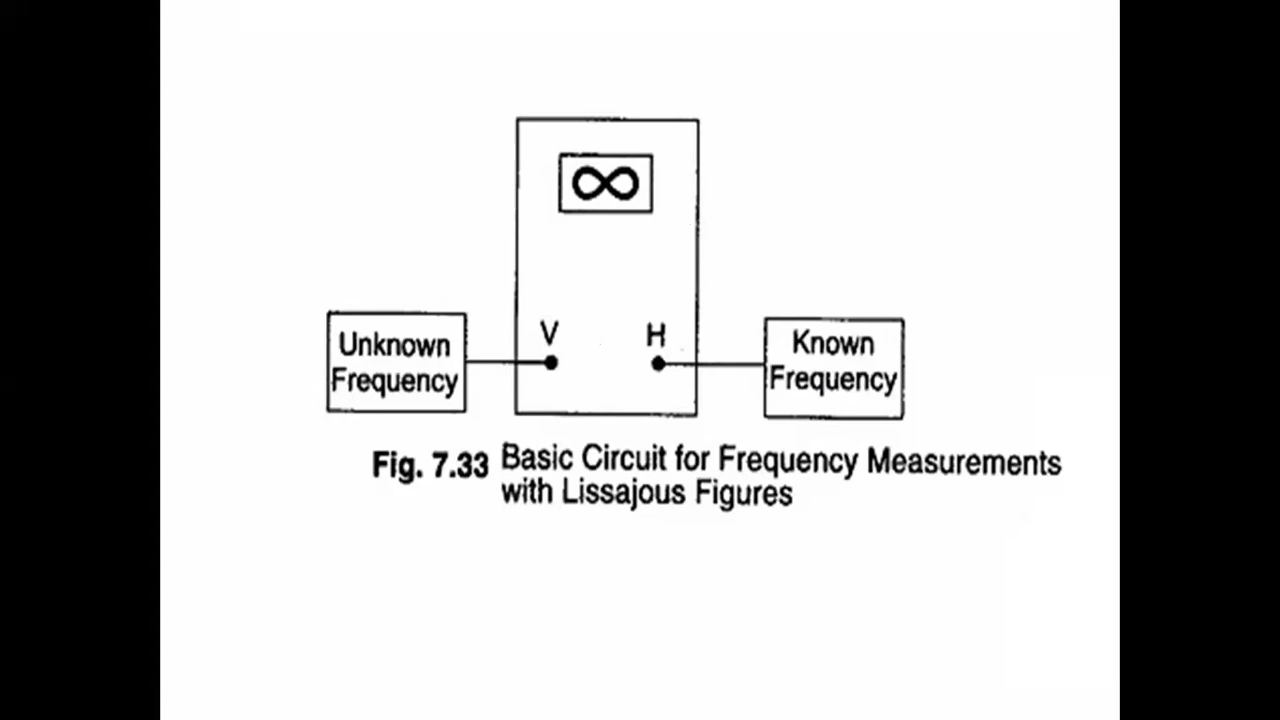 ∞
V
H
Unknown
Frequency
Known
Frequency
Fig. 7.33 Basic Circuit for Frequency Measurements
with Lissajous Figures